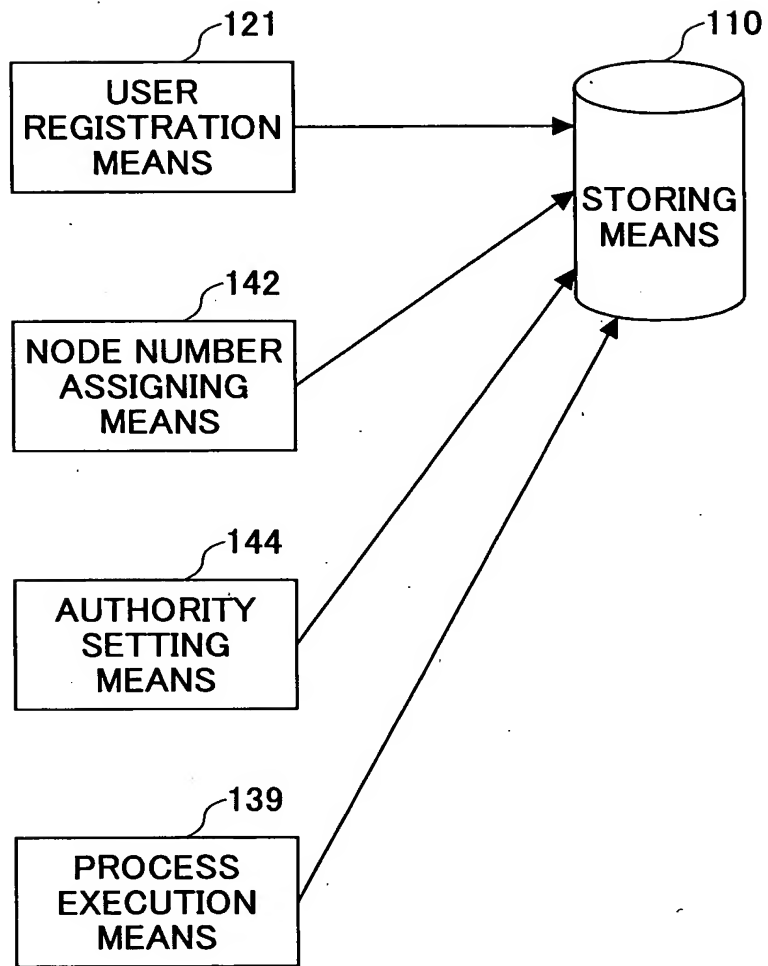 121
USER
REGISTRATION
MEANS
110
STORING
MEANS
142
NODE NUMBER
ASSIGNING
MEANS
144
AUTHORITY
SETTING
MEANS
139
PROCESS
EXECUTION
MEANS